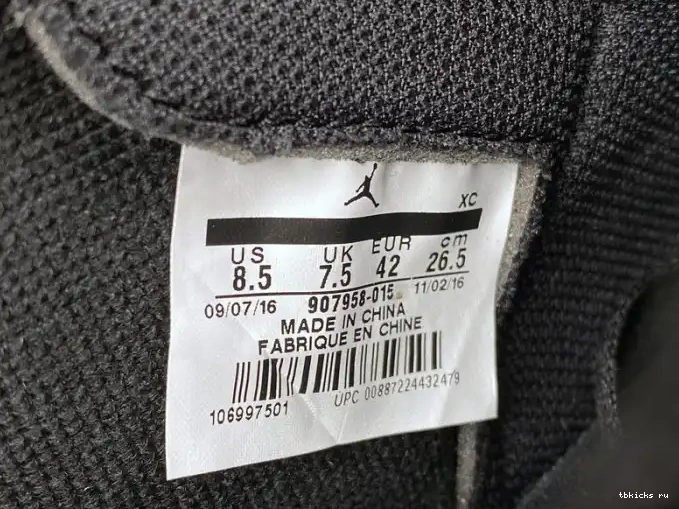 XC
US UK EUR cm
8.5 7.5 42 26.5
09/07/16 907958-015 11/02/16
MADE IN CHINA
FABRIQUE EN CHINE
106997501 UPC 00887224432479
tbkicks ru